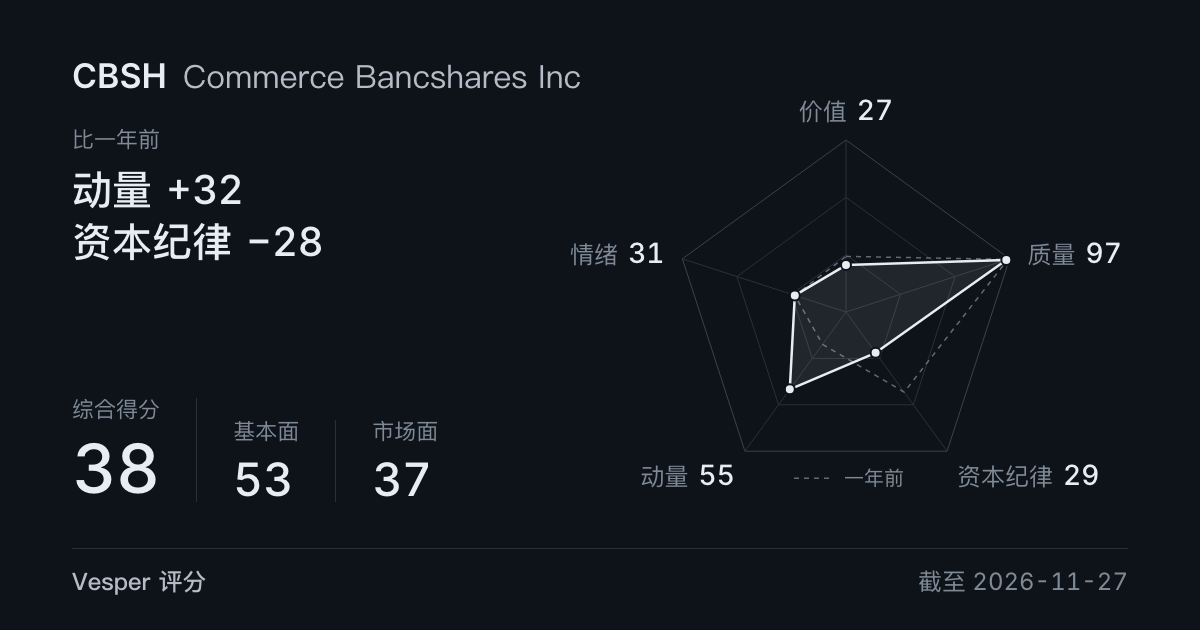 CBSH Commerce Bancshares Inc
比一年前
动量 +32
资本纪律 −28
价值 27
情绪 31
质量 97
动量 55
一年前
资本纪律 29
综合得分
38
基本面
53
市场面
37
Vesper 评分
截至 2026-11-27